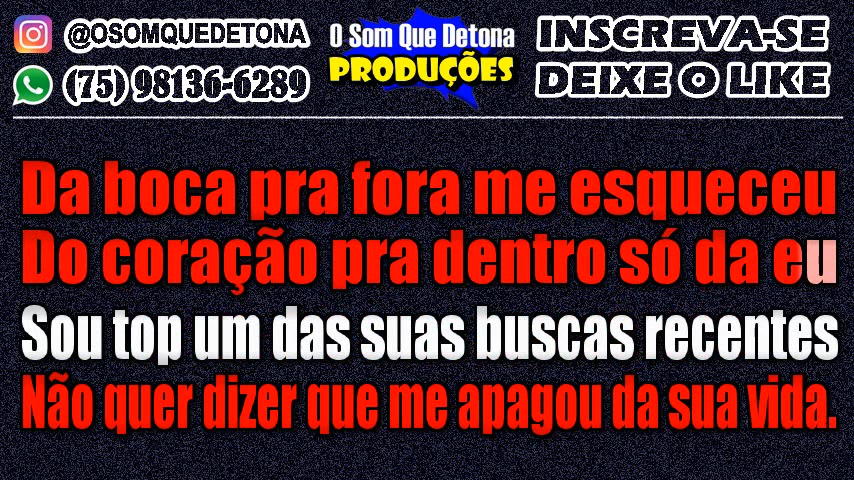 @OSOMQUEDETONA
(75) 98136-6289
O Som Que Detona
PRODUÇÕES
INSCREVA-SE
DEIXE O LIKE
Da boca pra fora me esqueceu
Do coração pra dentro só da eu
Sou top um das suas buscas recentes
Não quer dizer que me apagou da sua vida.